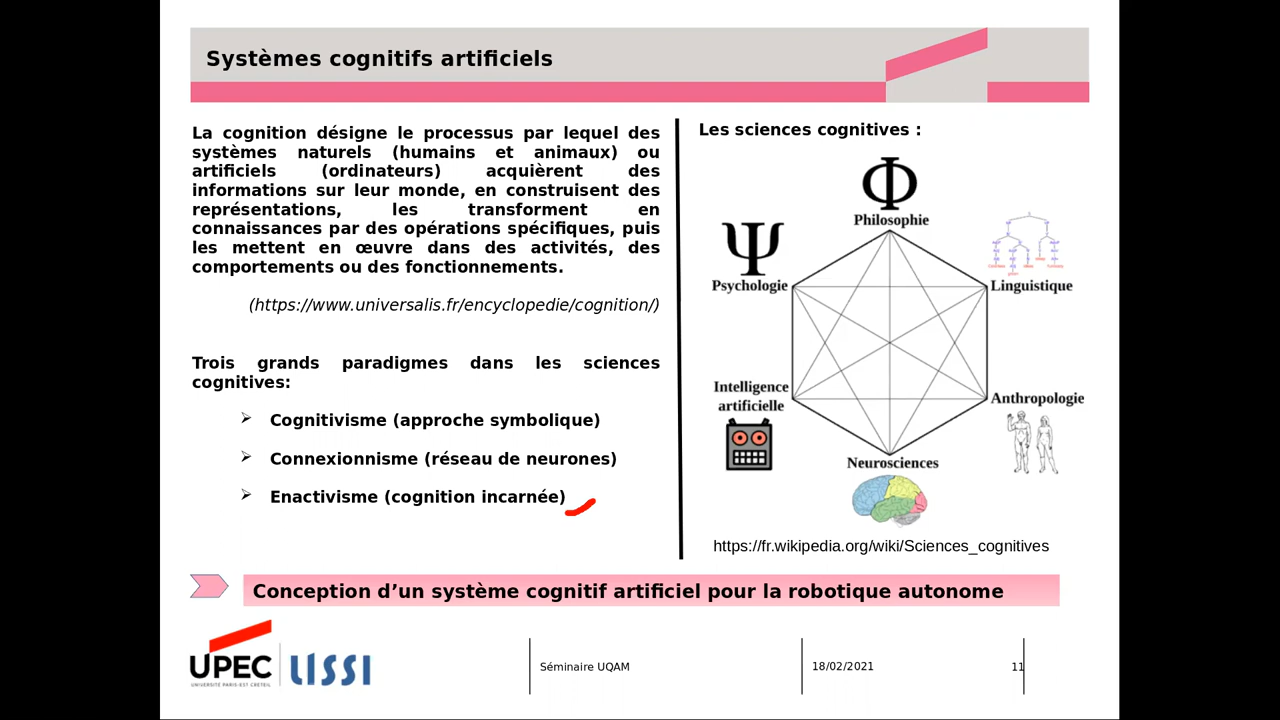 Systèmes cognitifs artificiels
La cognition désigne le processus par lequel des
systèmes naturels (humains et animaux) ou
artificiels (ordinateurs) acquièrent des
informations sur leur monde, en construisent des
représentations, les transforment en
connaissances par des opérations spécifiques, puis
les mettent en œuvre dans des activités, des
comportements ou des fonctionnements.
(https://www.universalis.fr/encyclopedie/cognition/)
Trois grands paradigmes dans les sciences
cognitives:
Cognitivisme (approche symbolique)
Connexionnisme (réseau de neurones)
Enactivisme (cognition incarnée)
Les sciences cognitives :
Φ
Philosophie
Ψ
Psychologie
Linguistique
Intelligence
artificielle
Anthropologie
Neurosciences
https://fr.wikipedia.org/wiki/Sciences_cognitives
Conception d’un système cognitif artificiel pour la robotique autonome
UPEC
UNIVERSITÉ PARIS-EST CRÉTEIL
LISSI
Séminaire UQAM
18/02/2021
11